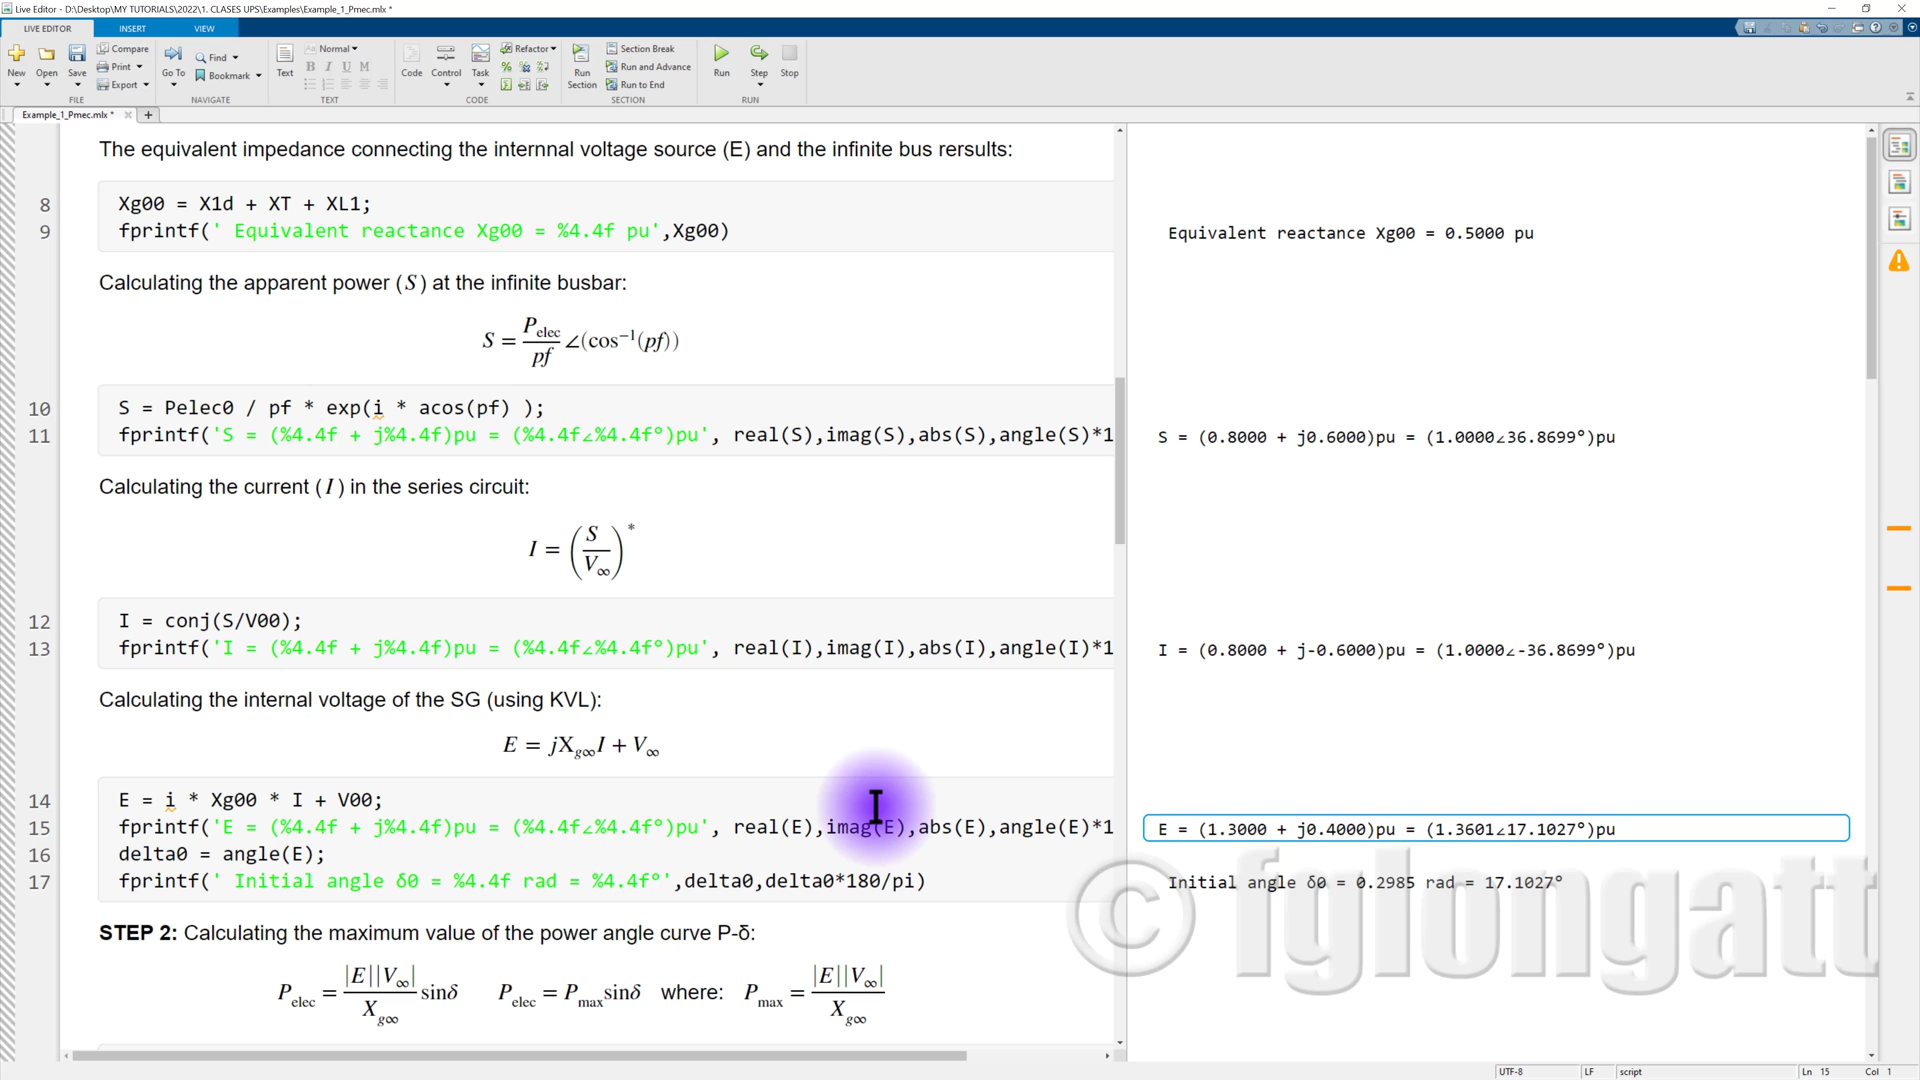 Live Editor - D:\Desktop\MY TUTORIALS\2022\1. CLASES UPS\Examples\Example_1_Pmec.mlx *
LIVE EDITOR INSERT VIEW
New Open Save Compare Print Export
FILE
Go To Find Bookmark
NAVIGATE
Text Aa Normal B I U M
TEXT
Code Control Task Refactor
CODE
Run Section Section Break Run and Advance Run to End
SECTION
Run Step Stop
RUN
Example_1_Pmec.mlx *
The equivalent impedance connecting the internnal voltage source (E) and the infinite bus rersults:
8 Xg00 = X1d + XT + XL1;
9 fprintf(' Equivalent reactance Xg00 = %4.4f pu',Xg00)
Equivalent reactance Xg00 = 0.5000 pu
Calculating the apparent power (S) at the infinite busbar:
S = P_elec / pf ∠(cos⁻¹(pf))
10 S = Pelec0 / pf * exp(i * acos(pf) );
11 fprintf('S = (%4.4f + j%4.4f)pu = (%4.4f∠%4.4f°)pu', real(S),imag(S),abs(S),angle(S)*1
S = (0.8000 + j0.6000)pu = (1.0000∠36.8699°)pu
Calculating the current (I) in the series circuit:
I = (S / V∞)*
12 I = conj(S/V00);
13 fprintf('I = (%4.4f + j%4.4f)pu = (%4.4f∠%4.4f°)pu', real(I),imag(I),abs(I),angle(I)*1
I = (0.8000 + j-0.6000)pu = (1.0000∠-36.8699°)pu
Calculating the internal voltage of the SG (using KVL):
E = jX_g∞ I + V∞
14 E = i * Xg00 * I + V00;
15 fprintf('E = (%4.4f + j%4.4f)pu = (%4.4f∠%4.4f°)pu', real(E),imag(E),abs(E),angle(E)*1
E = (1.3000 + j0.4000)pu = (1.3601∠17.1027°)pu
16 delta0 = angle(E);
17 fprintf(' Initial angle δ0 = %4.4f rad = %4.4f°',delta0,delta0*180/pi)
Initial angle δ0 = 0.2985 rad = 17.1027°
© fglongatt
STEP 2: Calculating the maximum value of the power angle curve P-δ:
P_elec = |E||V∞| / X_g∞ sinδ P_elec = P_max sinδ where: P_max = |E||V∞| / X_g∞
UTF-8 LF script Ln 15 Col 1